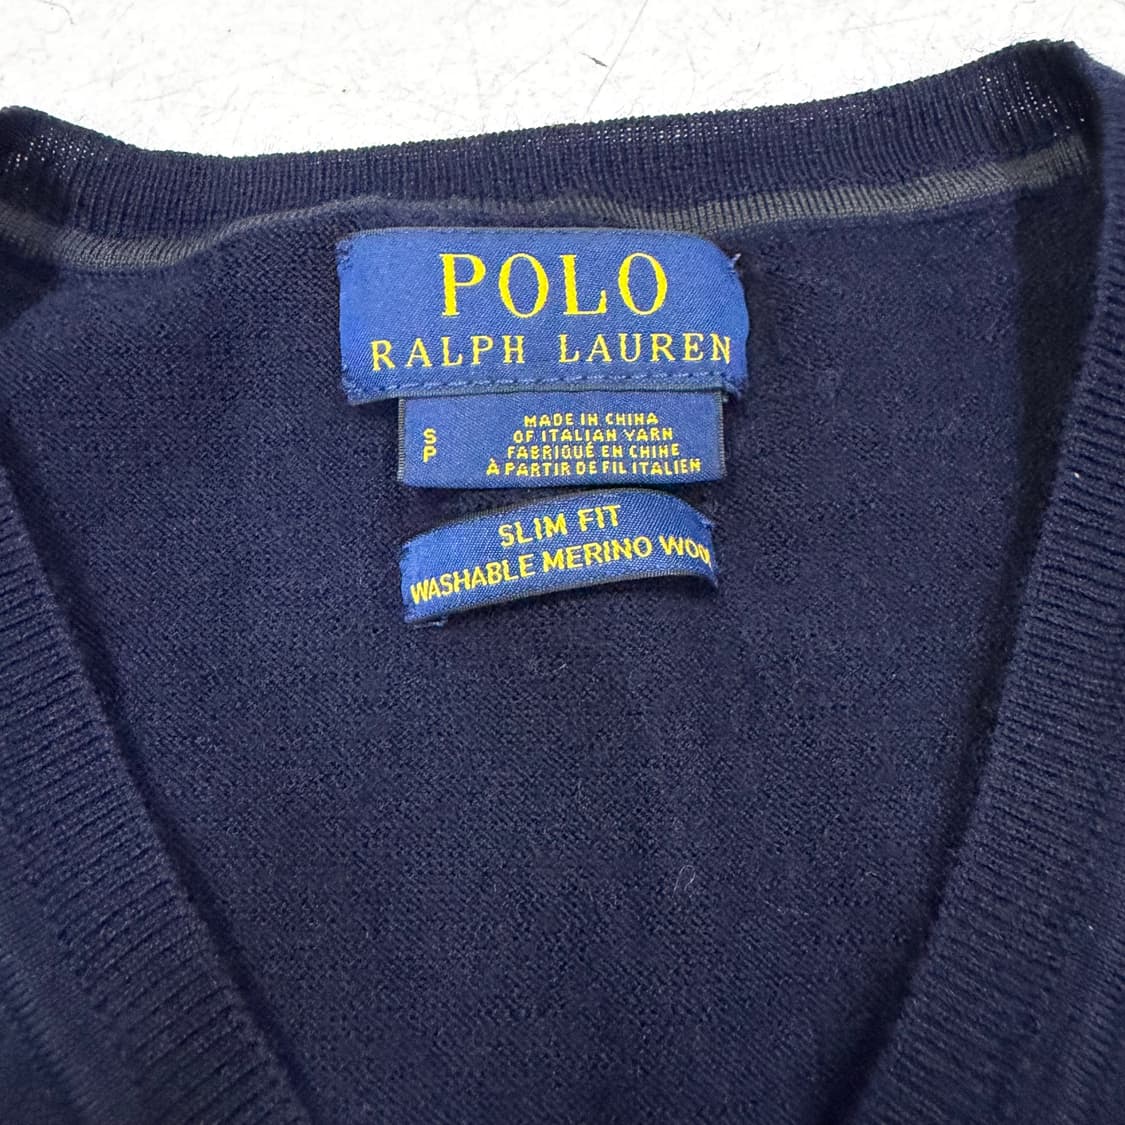 POLO
RALPH LAUREN
S
P
MADE IN CHINA
OF ITALIAN YARN
FABRIQUÉ EN CHINE
À PARTIR DE FIL ITALIEN
SLIM FIT
WASHABLE MERINO WOOL